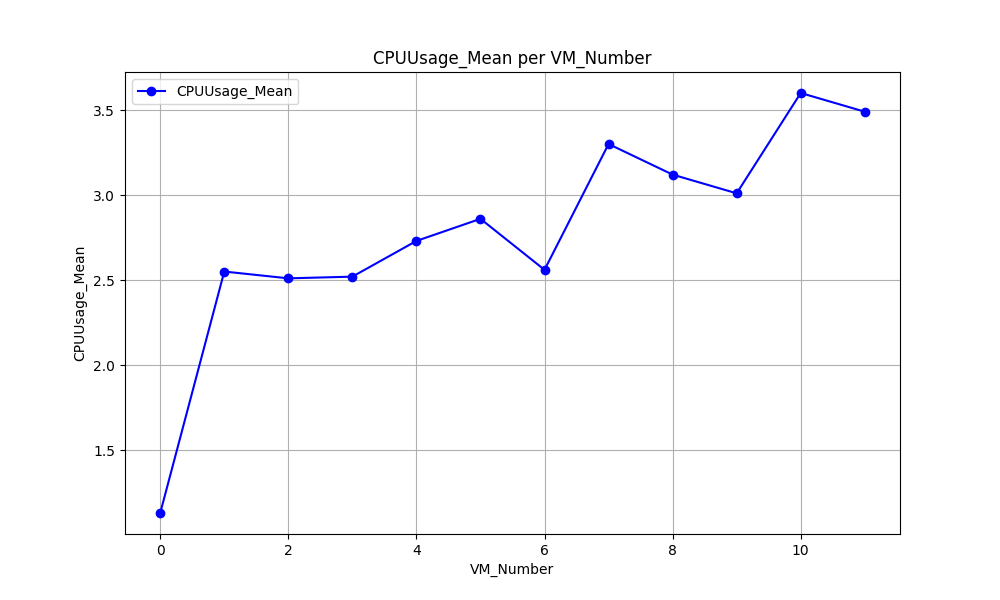 CPUUsage_Mean per VM_Number
CPUUsage_Mean
3.5
3.0
2.5
2.0
1.5
CPUUsage_Mean
0 2 4 6 8 10
VM_Number